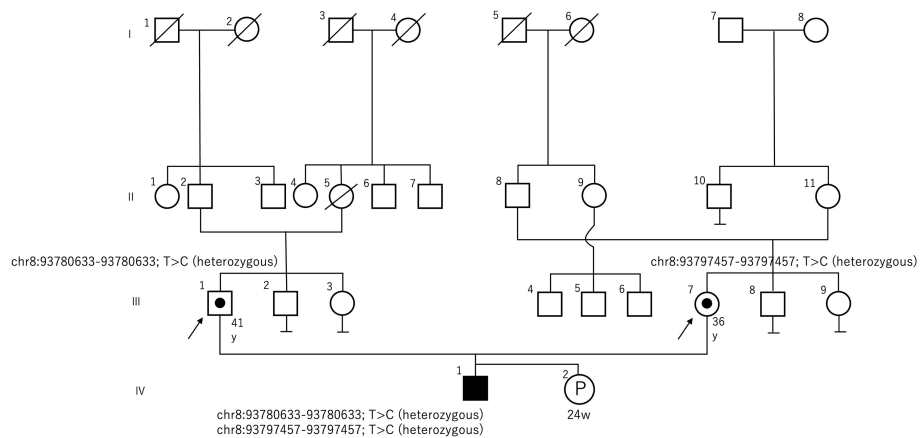 1 2 3 4 5 6 7 8
I
1 2 3 4 5 6 7 8 9 10 11
II
chr8:93780633-93780633; T>C (heterozygous) chr8:93797457-93797457; T>C (heterozygous)
1 2 3 4 5 6 7 8 9
III
41 36
y y
1 2
IV P
24w
chr8:93780633-93780633; T>C (heterozygous)
chr8:93797457-93797457; T>C (heterozygous)